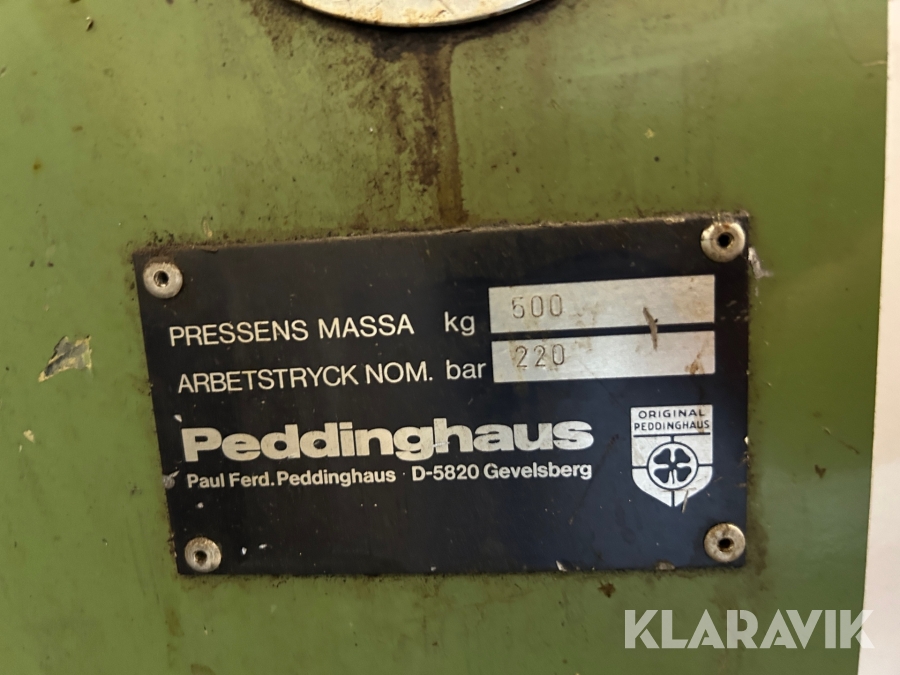 PRESSENS MASSA kg 500
ARBETSTRYCK NOM. bar 220
Peddinghaus
Paul Ferd. Peddinghaus · D-5820 Gevelsberg
ORIGINAL
PEDDINGHAUS
KLARAVIK